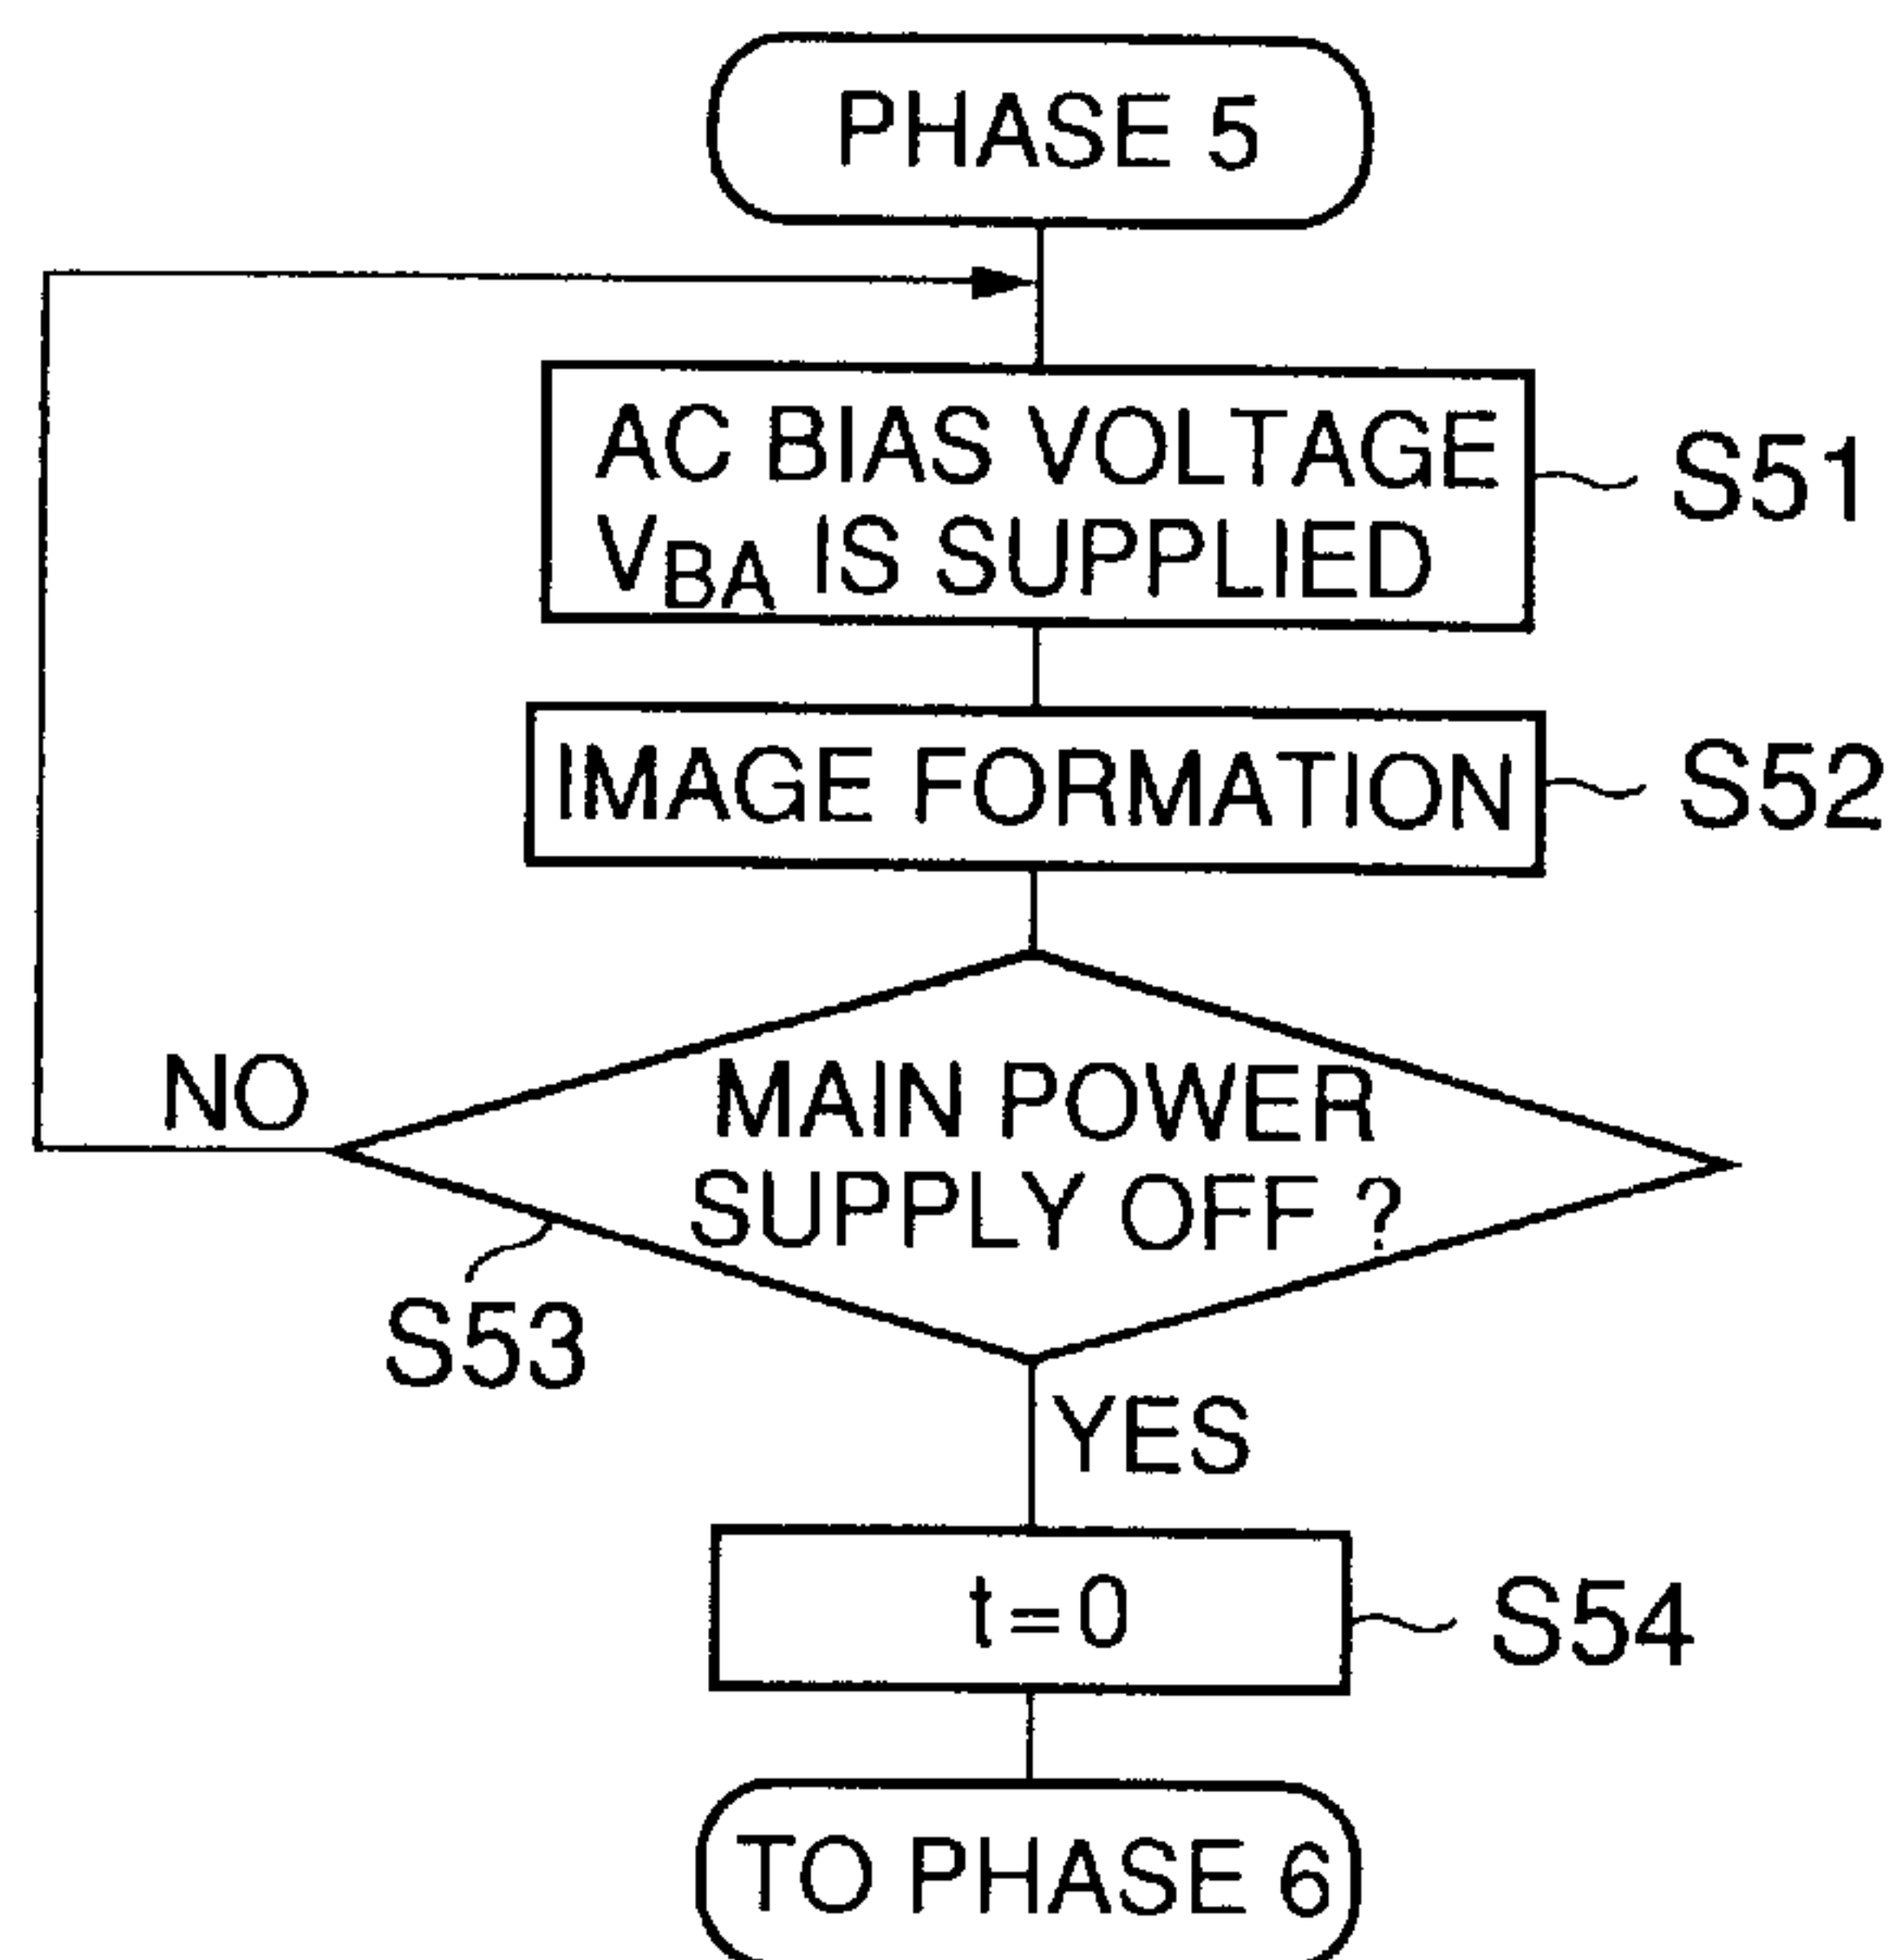 PHASE 5
AC BIAS VOLTAGE
VBA IS SUPPLIED
S51
IMAGE FORMATION
S52
NO
MAIN POWER
SUPPLY OFF ?
S53
YES
t=0
S54
TO PHASE 6